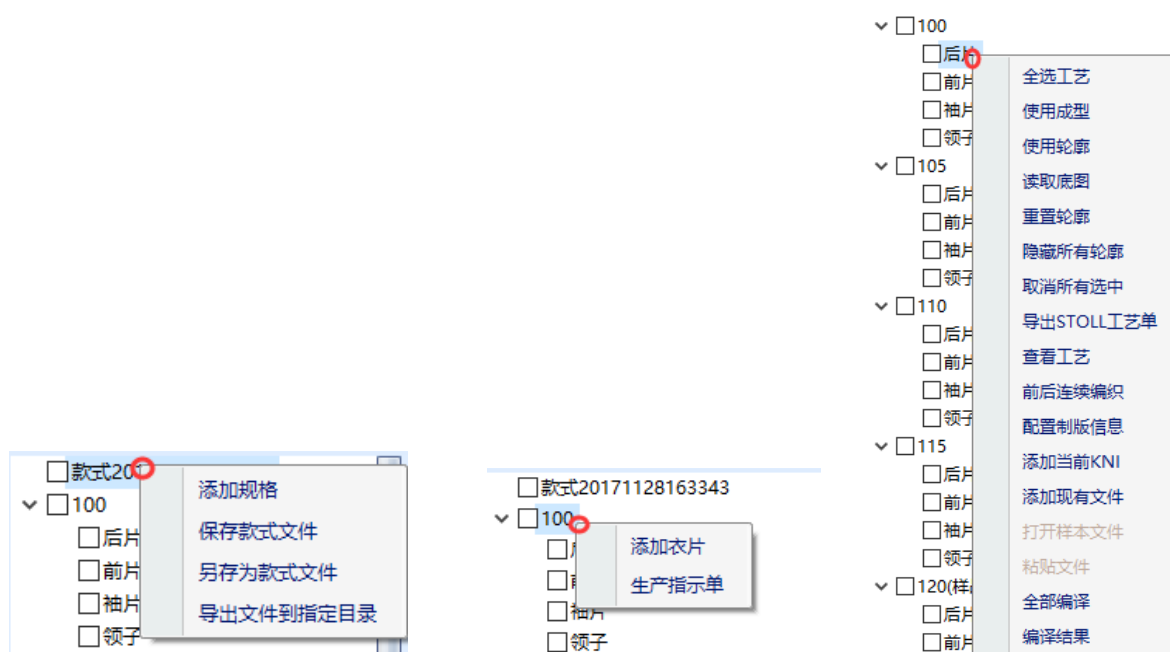 款式201
添加规格
保存款式文件
另存为款式文件
导出文件到指定目录
100
后片
前片
袖片
领子
款式20171128163343
100
添加衣片
生产指示单
袖片
领子
100
后片
前片
袖片
领子
105
后片
前片
袖片
领子
110
后片
前片
袖片
领子
115
后片
前片
袖片
领子
120(样
后片
前片
全选工艺
使用成型
使用轮廓
读取底图
重置轮廓
隐藏所有轮廓
取消所有选中
导出STOLL工艺单
查看工艺
前后连续编织
配置制版信息
添加当前KNI
添加现有文件
打开样本文件
粘贴文件
全部编译
编译结果